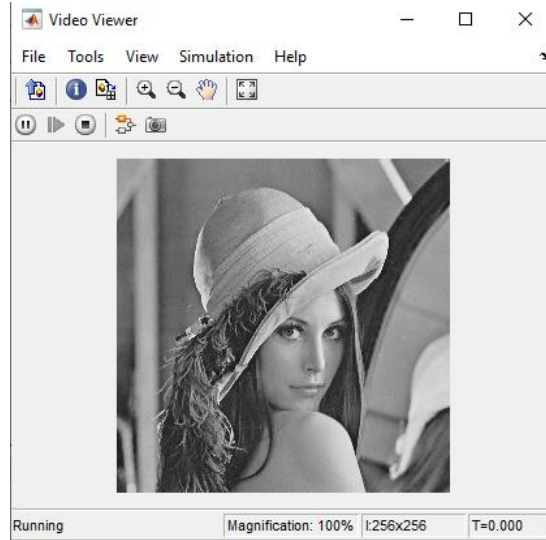 Video Viewer
File Tools View Simulation Help
Running Magnification: 100% I:256x256 T=0.000